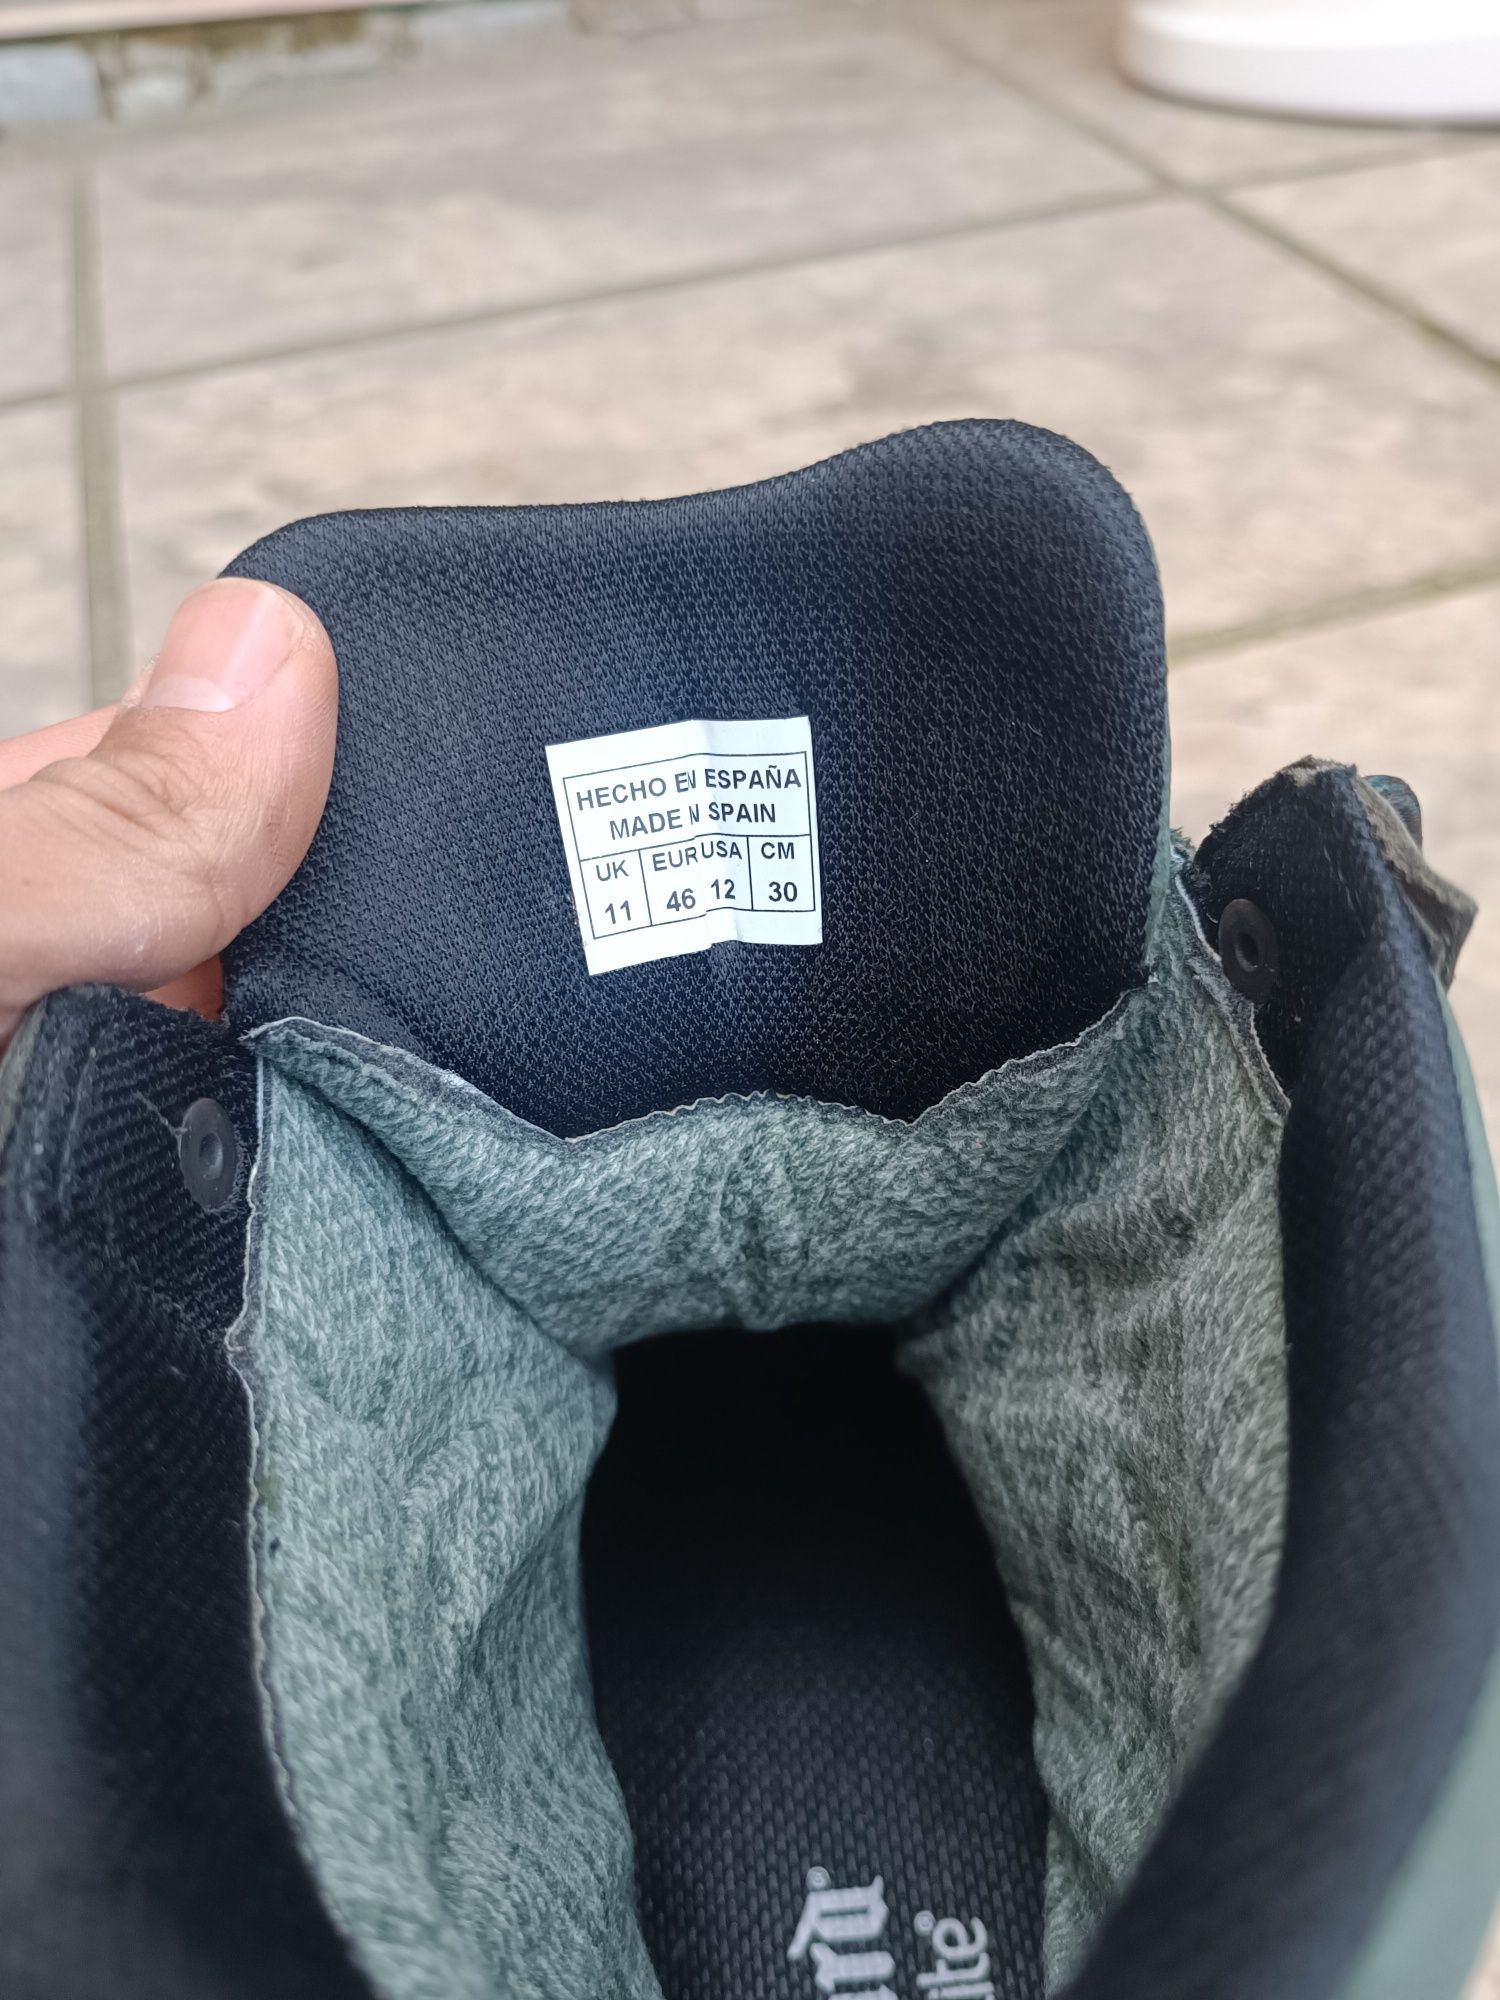 HECHO EN ESPAÑA
MADE IN SPAIN
UK EUR USA CM
11 46 12 30